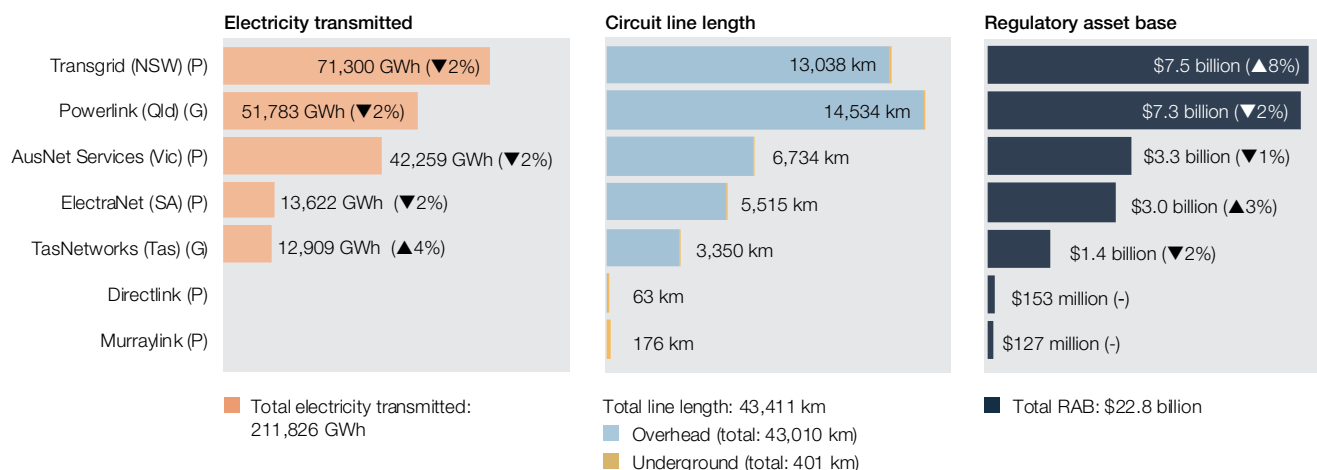 Electricity transmitted
Circuit line length
Regulatory asset base
Transgrid (NSW) (P)
71,300 GWh (▼2%)
13,038 km
$7.5 billion (▲8%)
Powerlink (Qld) (G)
51,783 GWh (▼2%)
14,534 km
$7.3 billion (▼2%)
AusNet Services (Vic) (P)
42,259 GWh (▼2%)
6,734 km
$3.3 billion (▼1%)
ElectraNet (SA) (P)
13,622 GWh (▼2%)
5,515 km
$3.0 billion (▲3%)
TasNetworks (Tas) (G)
12,909 GWh (▲4%)
3,350 km
$1.4 billion (▼2%)
Directlink (P)
63 km
$153 million (-)
Murraylink (P)
176 km
$127 million (-)
Total electricity transmitted:
211,826 GWh
Total line length: 43,411 km
Overhead (total: 43,010 km)
Underground (total: 401 km)
Total RAB: $22.8 billion